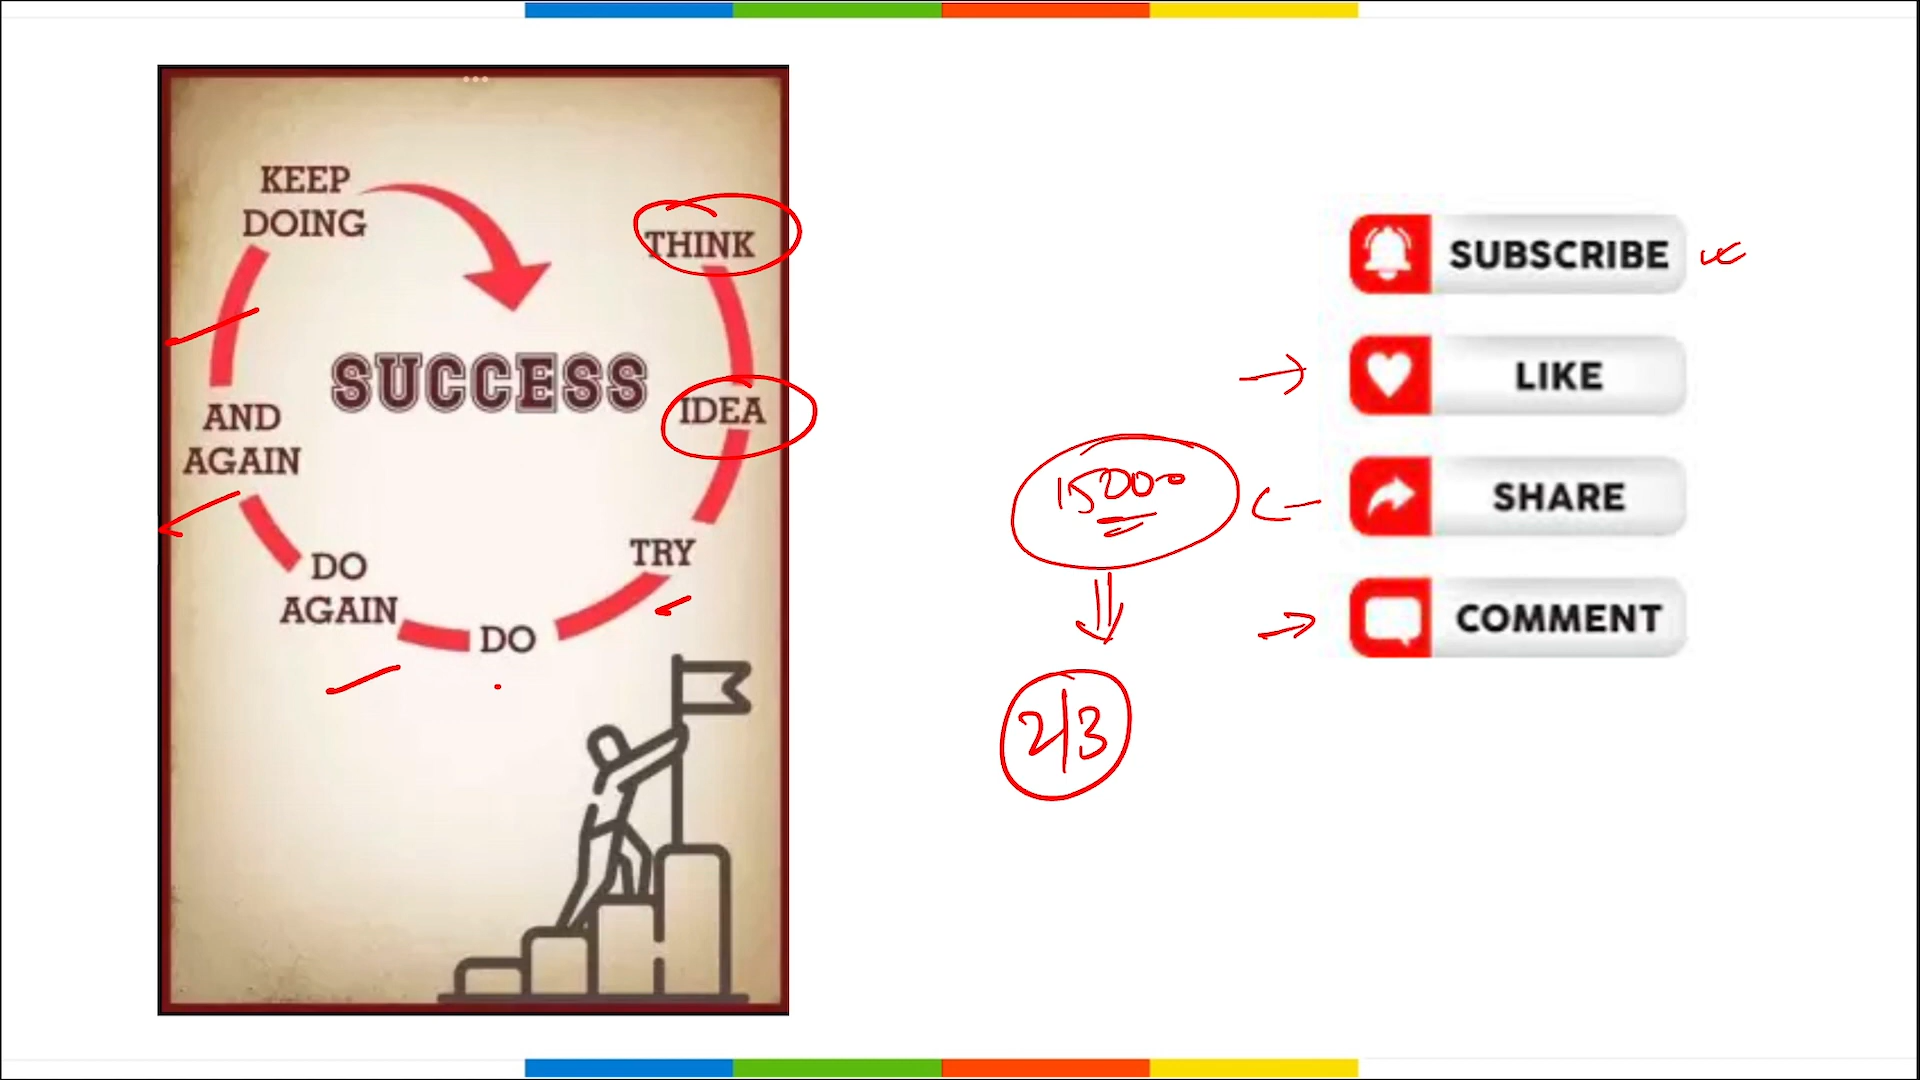 KEEP
DOING
THINK
SUCCESS
IDEA
AND
AGAIN
TRY
DO
AGAIN
DO
15000
2/3
SUBSCRIBE
LIKE
SHARE
COMMENT